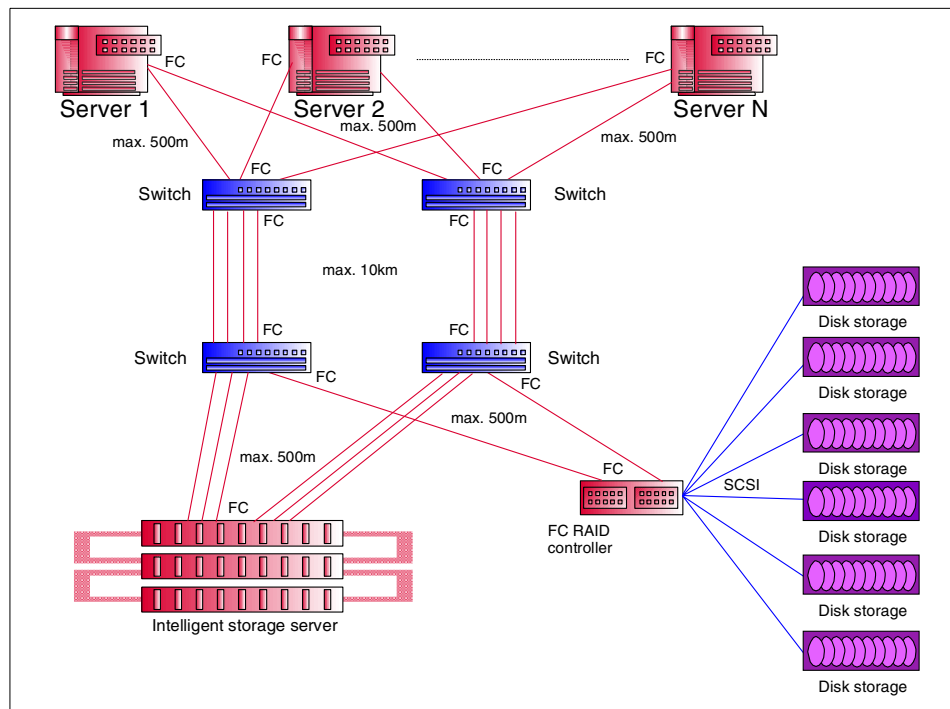 FC
FC
FC
Server 1
Server 2
Server N
max. 500m
max. 500m
max. 500m
FC
FC
Switch
Switch
FC
FC
max. 10km
FC
FC
Switch
Switch
FC
FC
max. 500m
max. 500m
FC
FC
SCSI
FC RAID
controller
Intelligent storage server
Disk storage
Disk storage
Disk storage
Disk storage
Disk storage
Disk storage